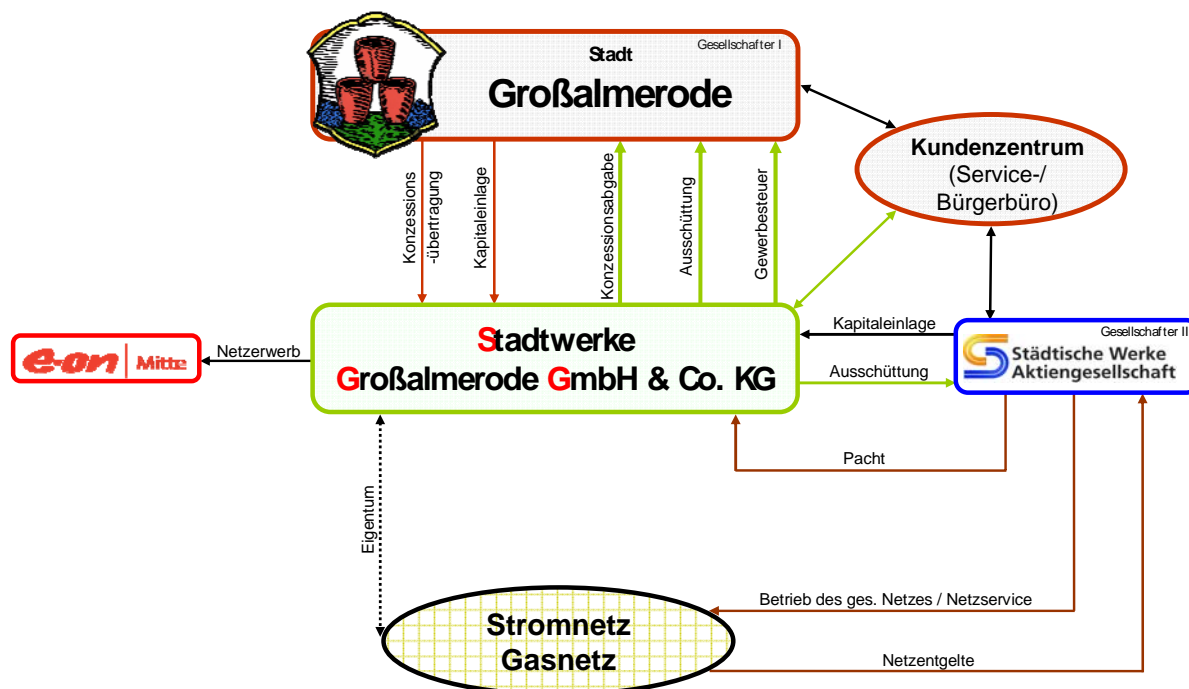 Gesellschafter I
Stadt
Großalmerode
Kundenzentrum
(Service-/
Bürgerbüro)
Konzessions
-übertragung
Kapitaleinlage
Konzessionsabgabe
Ausschüttung
Gewerbesteuer
e·on | Mitte
Netzerwerb
Stadtwerke
Großalmerode GmbH & Co. KG
Kapitaleinlage
Ausschüttung
Gesellschafter II
Städtische Werke
Aktiengesellschaft
Pacht
Eigentum
Betrieb des ges. Netzes / Netzservice
Stromnetz
Gasnetz
Netzentgelte